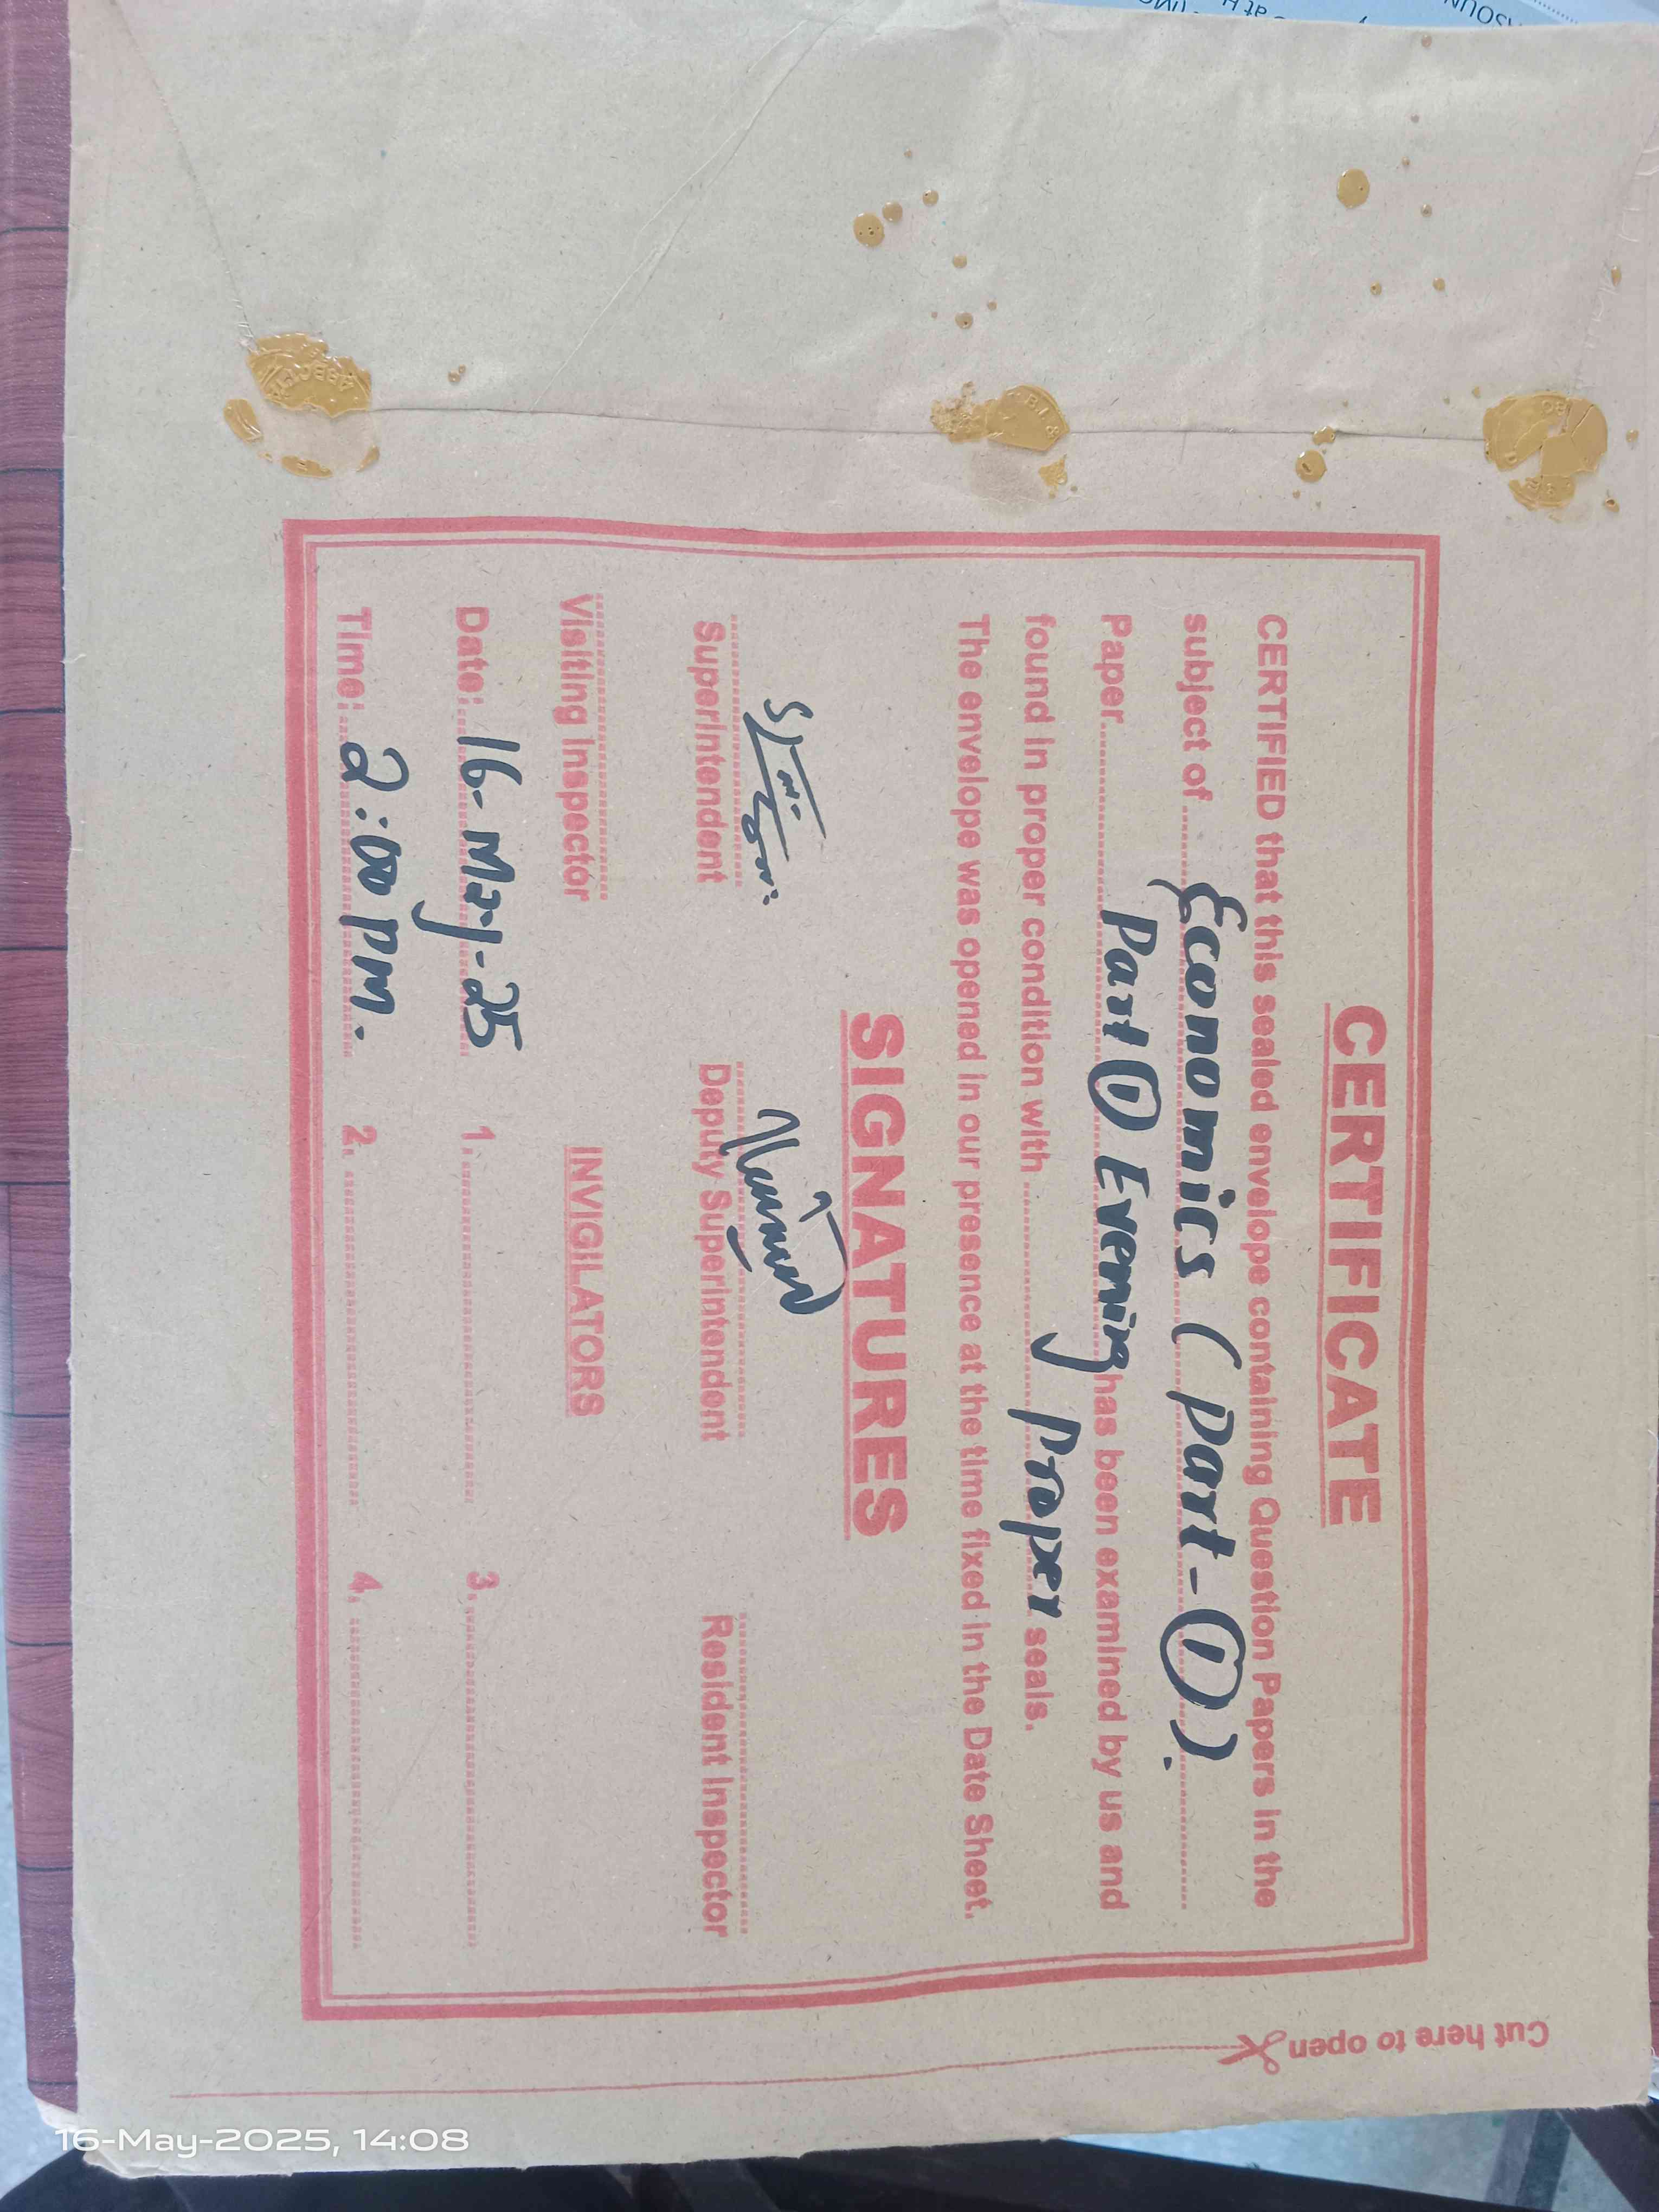 CERTIFICATE
CERTIFIED that this sealed envelope containing Question Papers in the
subject of Economics (Part-I).
Paper Part I Evening has been examined by us and
found in proper condition with Proper seals.
The envelope was opened in our presence at the time fixed in the Date Sheet.
SIGNATURES
Superintendent Deputy Superintendent Resident Inspector
Visiting Inspector INVIGILATORS
Date: 16-May-25 1. 3.
Time: 2:00 PM. 2. 4.
Cut here to open
16-May-2025, 14:08